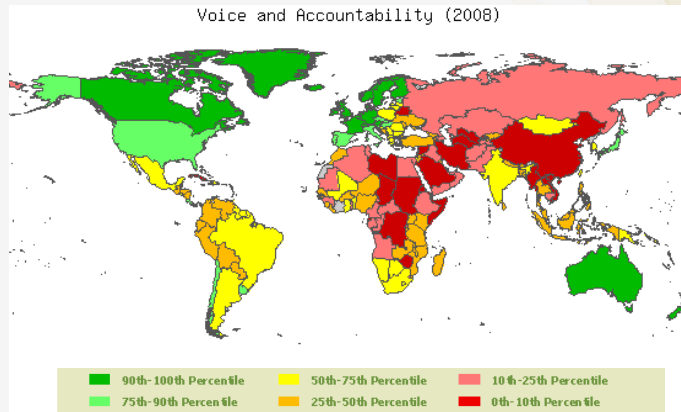 Voice and Accountability (2008)
90th-100th Percentile
50th-75th Percentile
10th-25th Percentile
75th-90th Percentile
25th-50th Percentile
0th-10th Percentile